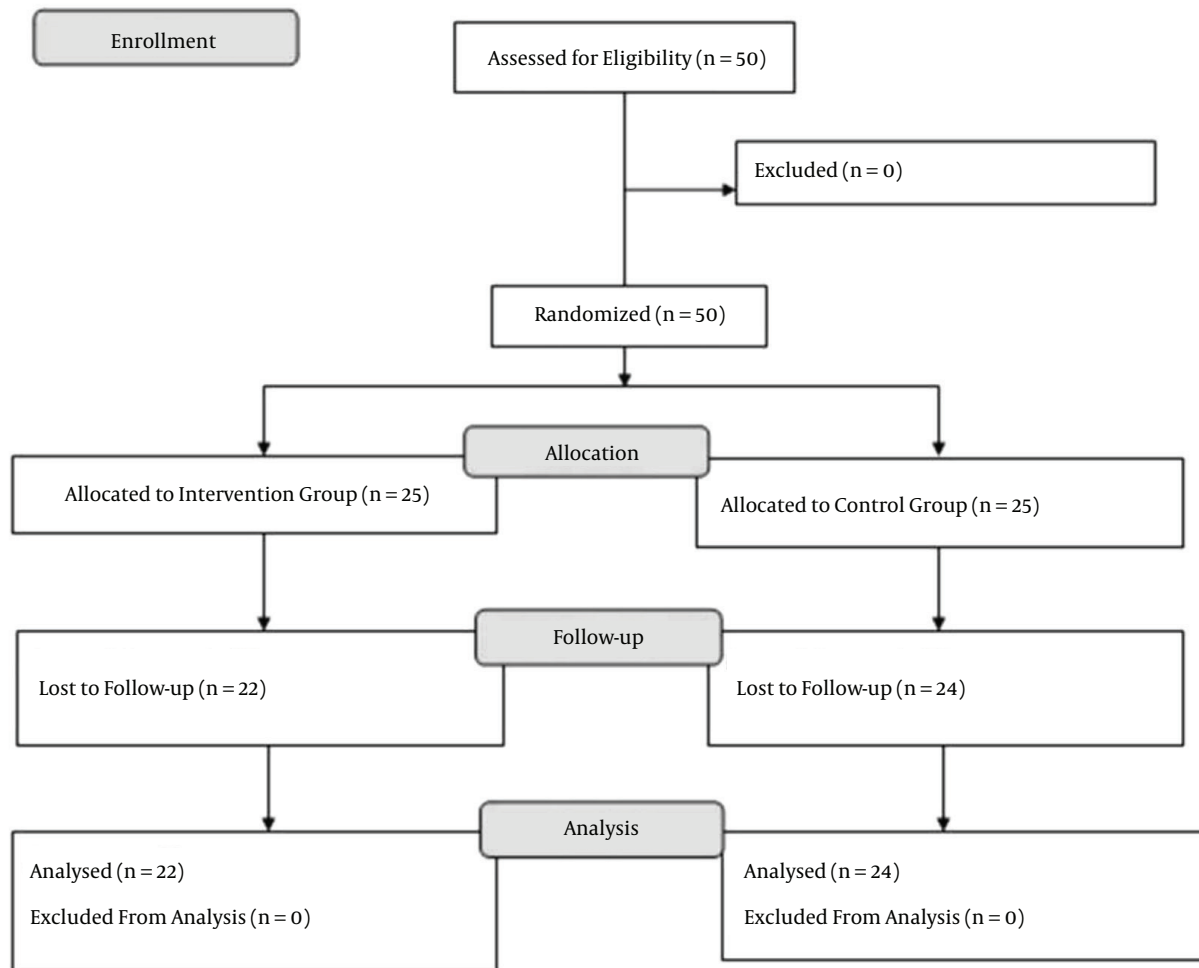 Enrollment
Assessed for Eligibility (n = 50)
Excluded (n = 0)
Randomized (n = 50)
Allocation
Allocated to Intervention Group (n = 25)
Allocated to Control Group (n = 25)
Follow-up
Lost to Follow-up (n = 22)
Lost to Follow-up (n = 24)
Analysis
Analysed (n = 22)
Excluded From Analysis (n = 0)
Analysed (n = 24)
Excluded From Analysis (n = 0)